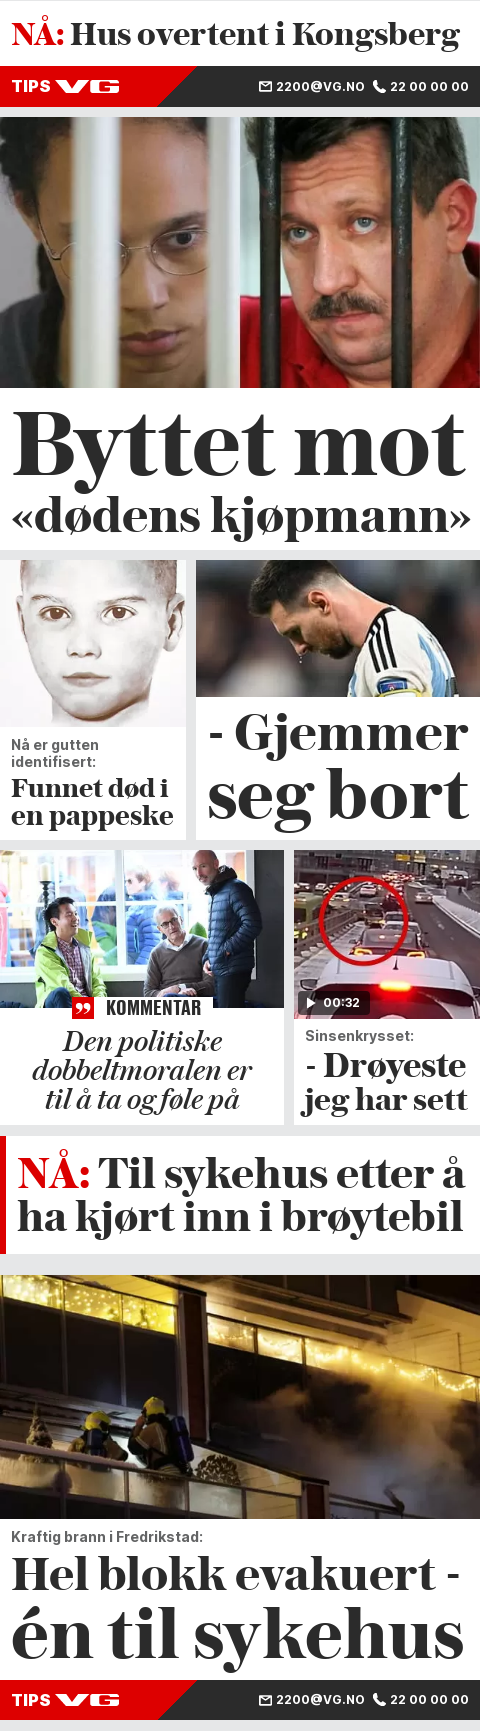 NÅ: Hus overtent i Kongsberg
TIPS VG 2200@VG.NO 22 00 00 00
Byttet mot
«dødens kjøpmann»
Nå er gutten
identifisert:
Funnet død i
en pappeske
- Gjemmer
seg bort
KOMMENTAR
Den politiske
dobbeltmoralen er
til å ta og føle på
00:32
Sinsenkrysset:
- Drøyeste
jeg har sett
NÅ: Til sykehus etter å
ha kjørt inn i brøytebil
Kraftig brann i Fredrikstad:
Hel blokk evakuert -
én til sykehus
TIPS VG 2200@VG.NO 22 00 00 00